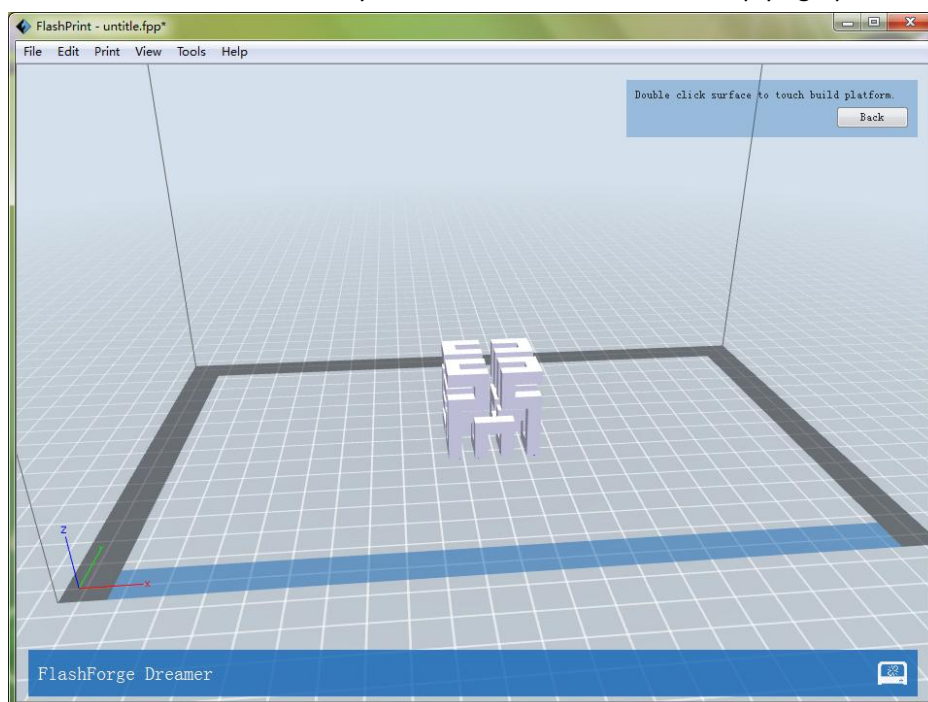 FlashPrint - untitle.fpp*
File Edit Print View Tools Help
Double click surface to touch build platform.
Back
z
x
FlashForge Dreamer